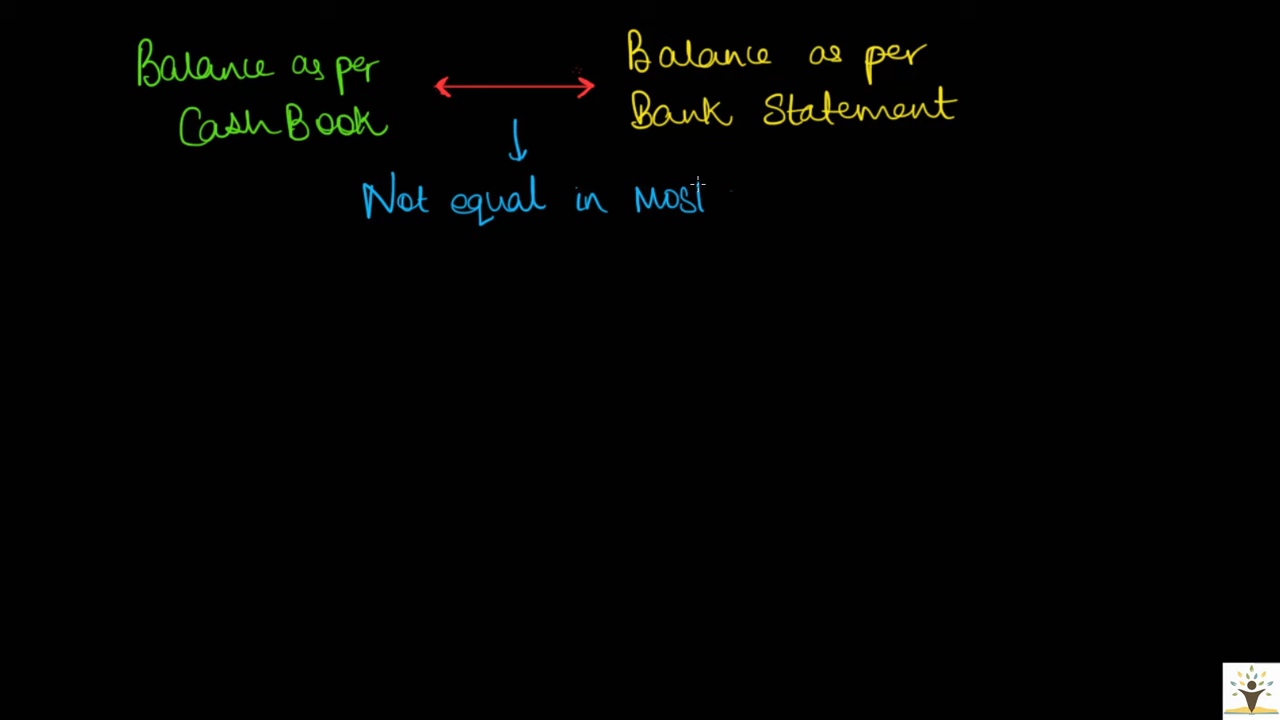 Balance as per
Cash Book
Balance as per
Bank Statement
Not equal in most